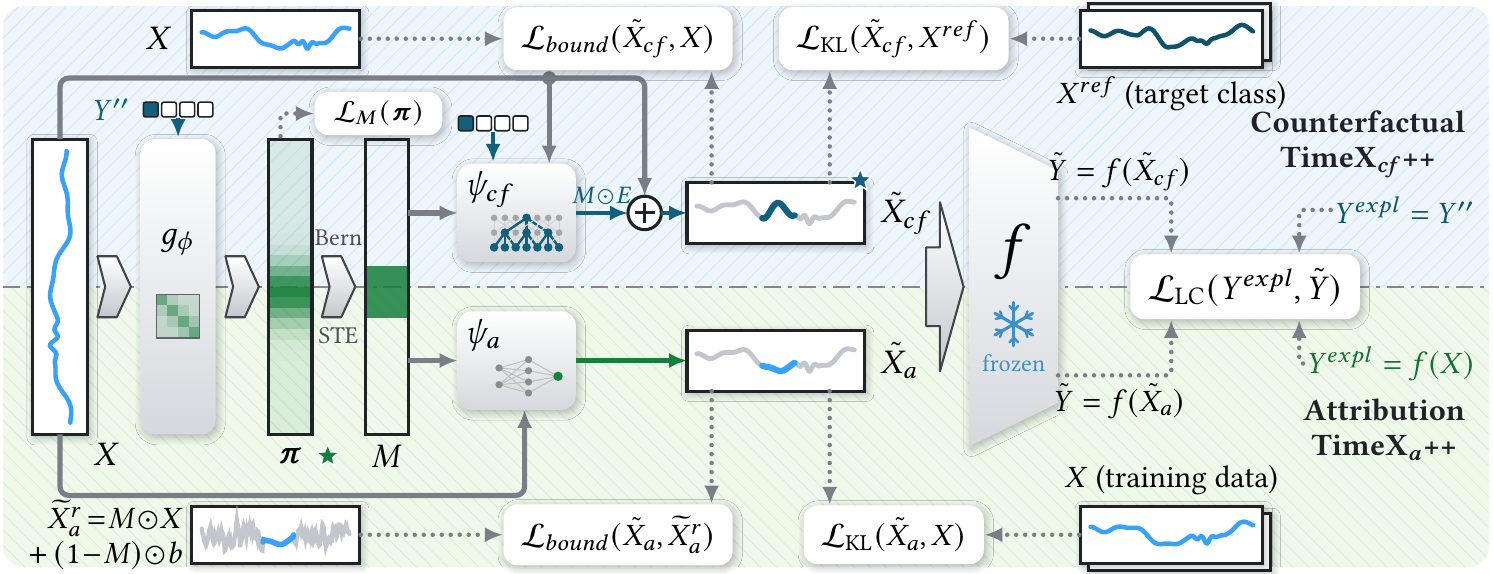 X
ℒ_bound(X̃_cf, X)
ℒ_KL(X̃_cf, X^ref)
X^ref (target class)
Counterfactual
TimeX_cf++
Y″
ℒ_M(π)
g_ϕ
Bern
STE
ψ_cf
M⊙E
+
X̃_cf
Ỹ = f(X̃_cf)
Y^expl = Y″
f
frozen
ℒ_LC(Y^expl, Ỹ)
ψ_a
X̃_a
Ỹ = f(X̃_a)
Y^expl = f(X)
Attribution
TimeX_a++
X
π
M
X (training data)
X̃_a^r = M⊙X
+ (1−M)⊙b
ℒ_bound(X̃_a, X̃_a^r)
ℒ_KL(X̃_a, X)